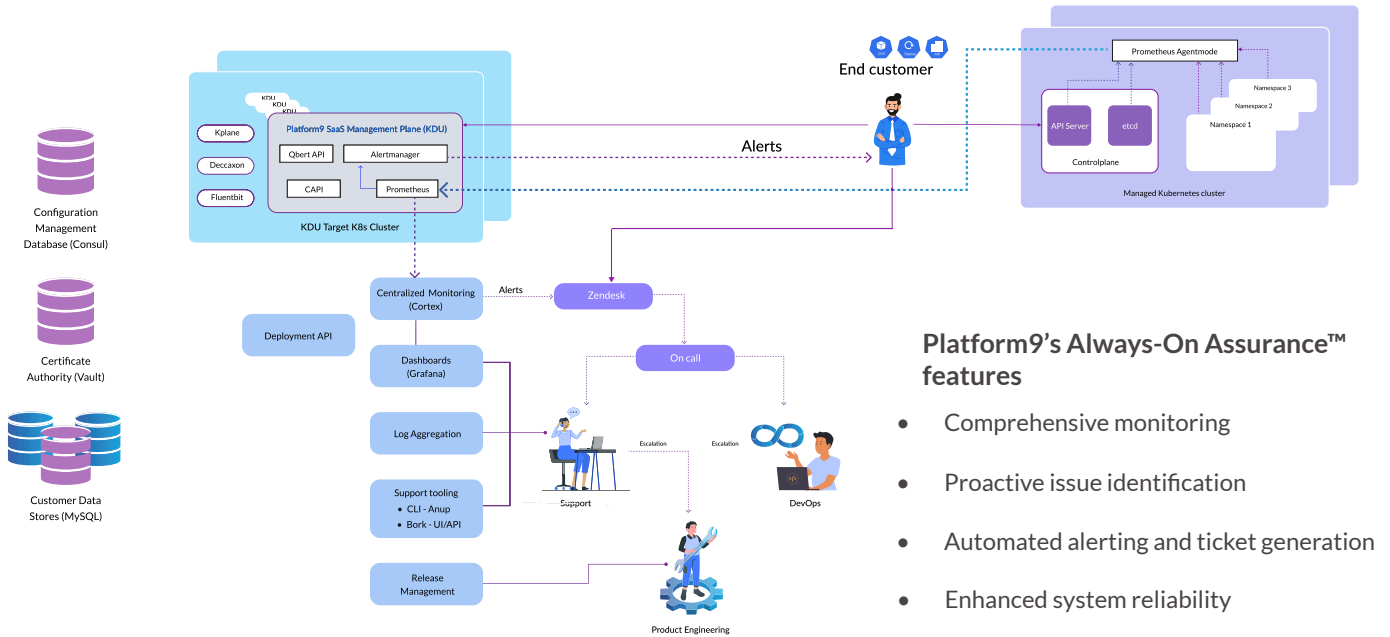 End customer
Prometheus Agentmode
Namespace 3
Namespace 2
Namespace 1
API Server
etcd
Controlplane
Managed Kubernetes cluster
KDU
KDU
KDU
Kplane
Deccaxon
Fluentbit
Platform9 SaaS Management Plane (KDU)
Qbert API
Alertmanager
CAPI
Prometheus
KDU Target K8s Cluster
Alerts
Configuration
Management
Database (Consul)
Certificate
Authority (Vault)
Customer Data
Stores (MySQL)
Centralized Monitoring
(Cortex)
Alerts
Zendesk
Deployment API
Dashboards
(Grafana)
On call
Log Aggregation
Support tooling
• CLI - Anup
• Bork - UI/API
Release
Management
Escalation
Escalation
Support
DevOps
Product Engineering
Platform9’s Always-On Assurance™
features
• Comprehensive monitoring
• Proactive issue identification
• Automated alerting and ticket generation
• Enhanced system reliability